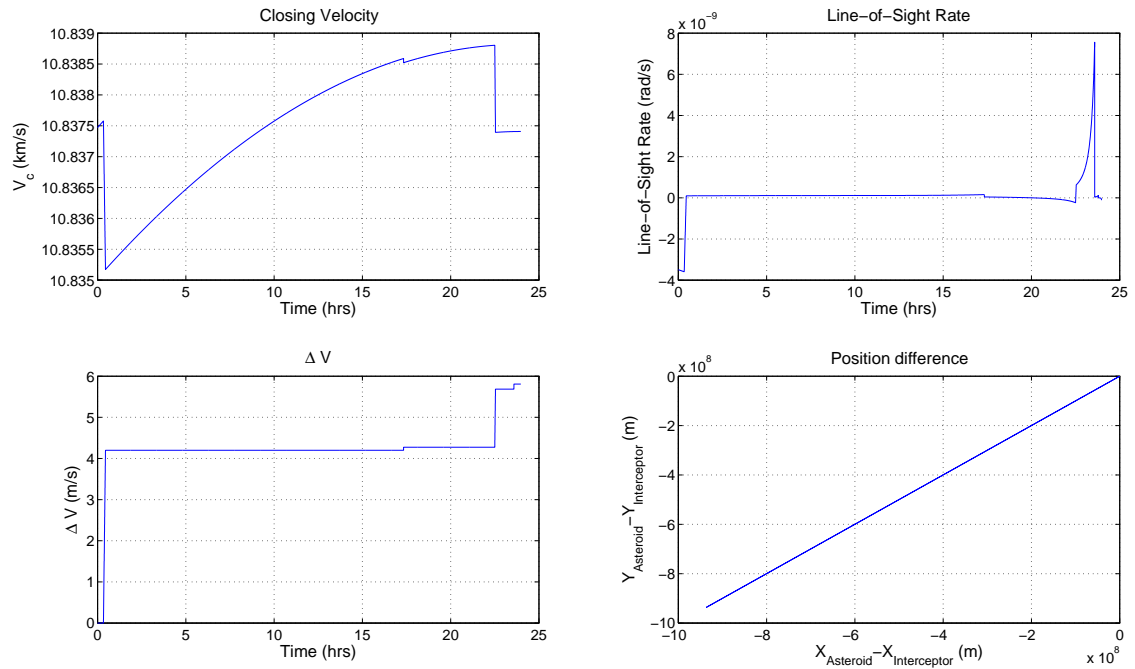 Closing Velocity
10.839
10.8385
10.838
10.8375
10.837
10.8365
10.836
10.8355
10.835
V_c (km/s)
0 5 10 15 20 25
Time (hrs)
Line−of−Sight Rate
x 10^−9
8
6
4
2
0
−2
−4
Line−of−Sight Rate (rad/s)
0 5 10 15 20 25
Time (hrs)
Δ V
6
5
4
3
2
1
0
Δ V (m/s)
0 5 10 15 20 25
Time (hrs)
Position difference
x 10^8
0
−2
−4
−6
−8
−10
Y_Asteroid−Y_Interceptor (m)
−10 −8 −6 −4 −2 0
X_Asteroid−X_Interceptor (m)
x 10^8